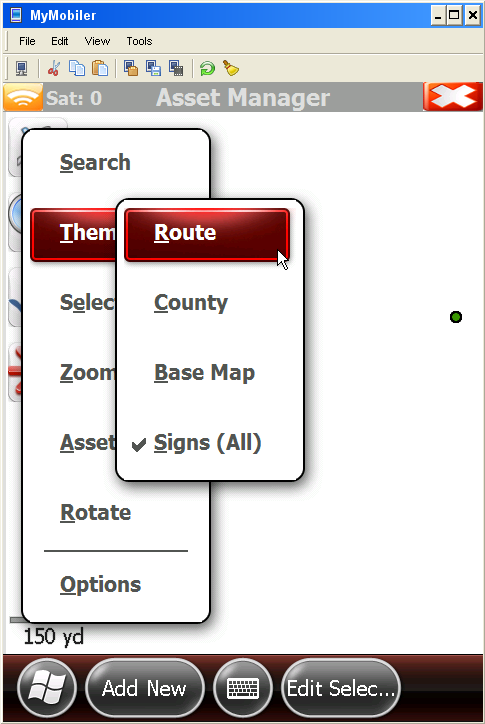 MyMobiler
File Edit View Tools
Sat: 0 Asset Manager
Search
Them
Route
Select
County
Zoom
Base Map
Asset
Signs (All)
Rotate
Options
150 yd
Add New Edit Selec...